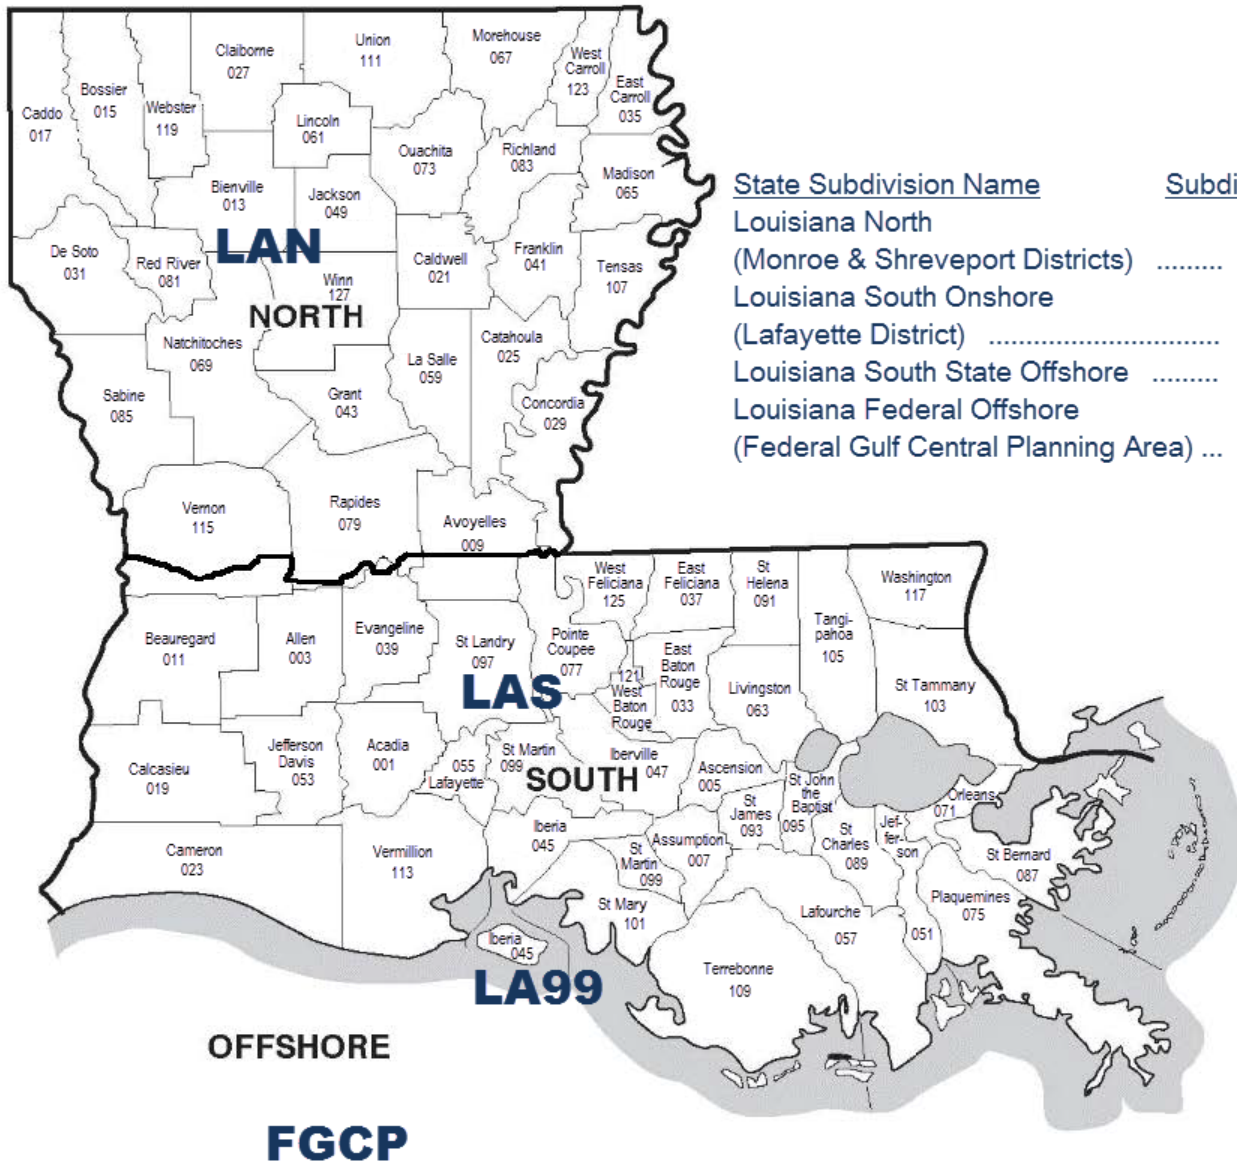 Claiborne
027
Union
111
Morehouse
067
West
Carroll
123
East
Carroll
035
Bossier
015
Caddo
017
Webster
119
Lincoln
061
Ouachita
073
Richland
083
Madison
065
Bienville
013
Jackson
049
De Soto
031
Red River
081
LAN
Winn
127
Caldwell
021
Franklin
041
Tensas
107
NORTH
Natchitoches
069
La Salle
059
Catahoula
025
Sabine
085
Grant
043
Concordia
029
Vernon
115
Rapides
079
Avoyelles
009
State Subdivision Name Subdi
Louisiana North
(Monroe & Shreveport Districts) .........
Louisiana South Onshore
(Lafayette District) ..............................
Louisiana South State Offshore .........
Louisiana Federal Offshore
(Federal Gulf Central Planning Area) ...
West
Feliciana
125
East
Feliciana
037
St
Helena
091
Washington
117
Tangi-
pahoa
105
Beauregard
011
Allen
003
Evangeline
039
St Landry
097
Pointe
Coupee
077
East
Baton
Rouge
033
121
West
Baton
Rouge
Livingston
063
St Tammany
103
LAS
Calcasieu
019
Jefferson
Davis
053
Acadia
001
055
Lafayette
St Martin
099
Iberville
047
SOUTH
Ascension
005
St John
the
Baptist
095
St
James
093
Orleans
071
Jef-
fer-
son
Cameron
023
Vermillion
113
Iberia
045
St
Martin
099
Assumption
007
St
Charles
089
St Bernard
087
Plaquemines
075
St Mary
101
Lafourche
057
051
Iberia
045
Terrebonne
109
LA99
OFFSHORE
FGCP